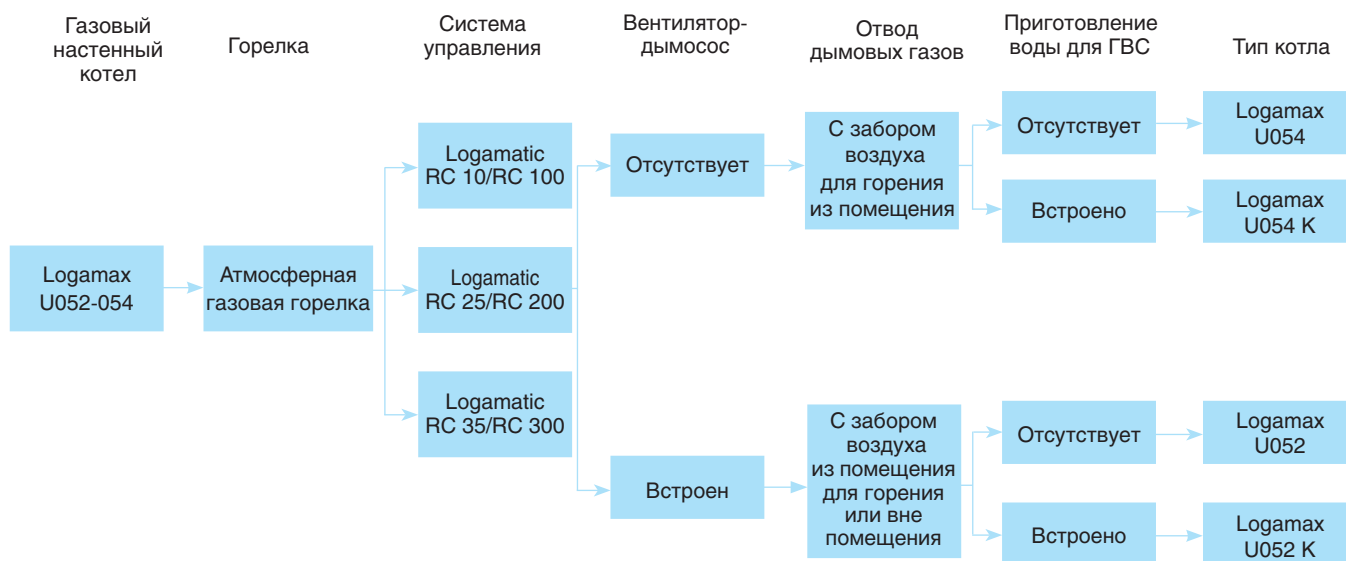 Газовый
настенный
котел
Горелка
Система
управления
Вентилятор-
дымосос
Отвод
дымовых газов
Приготовление
воды для ГВС
Тип котла
Logamax
U052-054
Атмосферная
газовая горелка
Logamatic
RC 10/RC 100
Logamatic
RC 25/RC 200
Logamatic
RC 35/RC 300
Отсутствует
Встроен
С забором
воздуха
для горения
из помещения
С забором
воздуха
из помещения
для горения
или вне
помещения
Отсутствует
Встроено
Отсутствует
Встроено
Logamax
U054
Logamax
U054 K
Logamax
U052
Logamax
U052 K